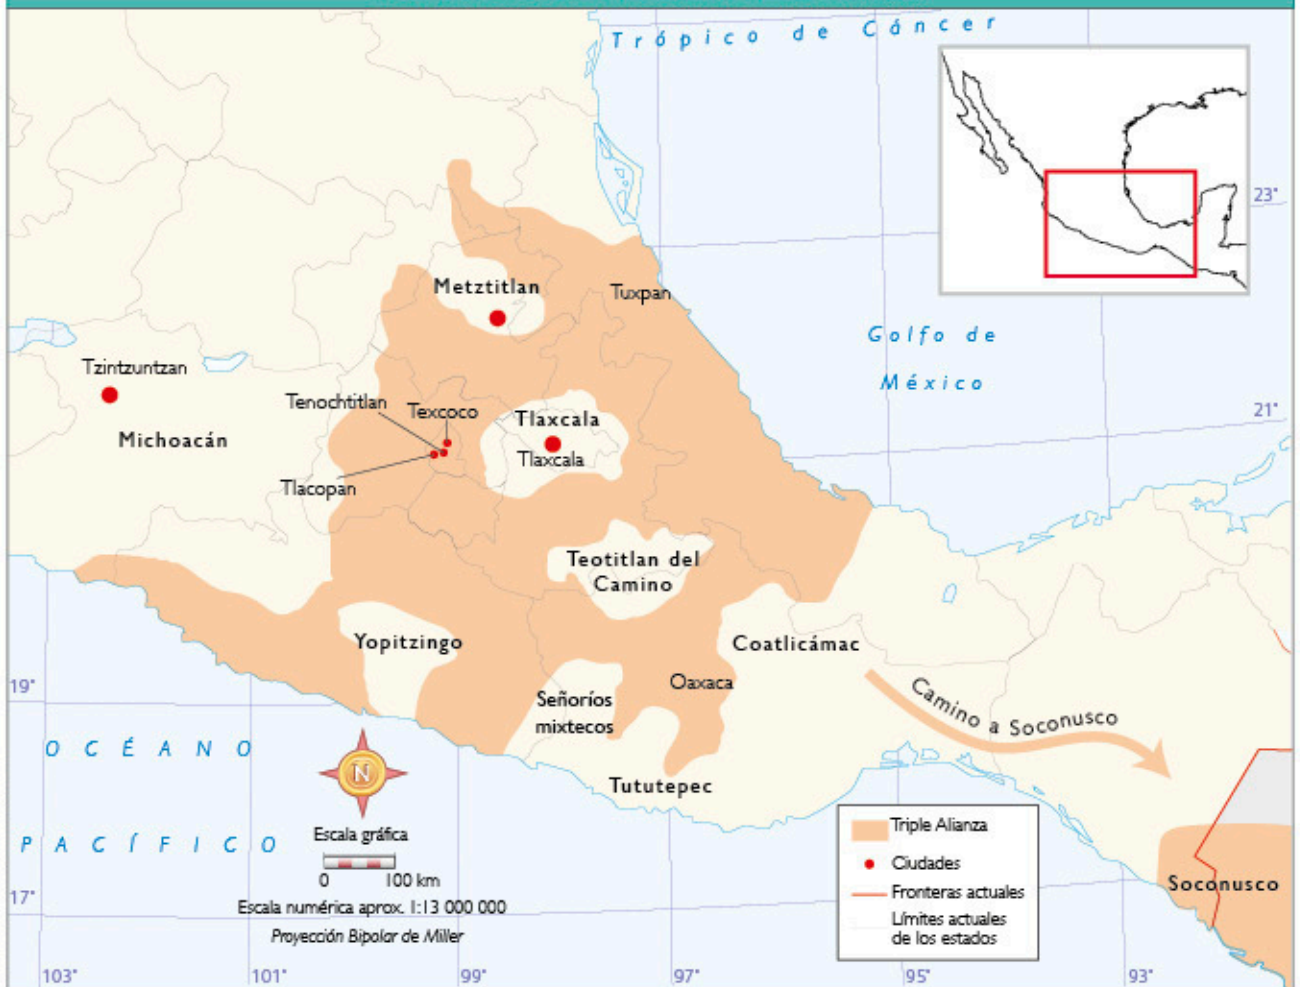 Trópico de Cáncer
23°
Metztitlan
Tuxpan
Golfo de
México
Tzintzuntzan
Tenochtitlan
Texcoco
Tlaxcala
21°
Michoacán
Tlaxcala
Tlacopan
Teotitlan del
Camino
Yopitzingo
Coatlicámac
19°
Oaxaca
Señoríos
mixtecos
Camino a Soconusco
OCÉANO
N
Tututepec
PACÍFICO
Escala gráfica
0 100 km
Escala numérica aprox. 1:13 000 000
Proyección Bipolar de Miller
Triple Alianza
Ciudades
Fronteras actuales
Límites actuales
de los estados
Soconusco
17°
103° 101° 99° 97° 95° 93°